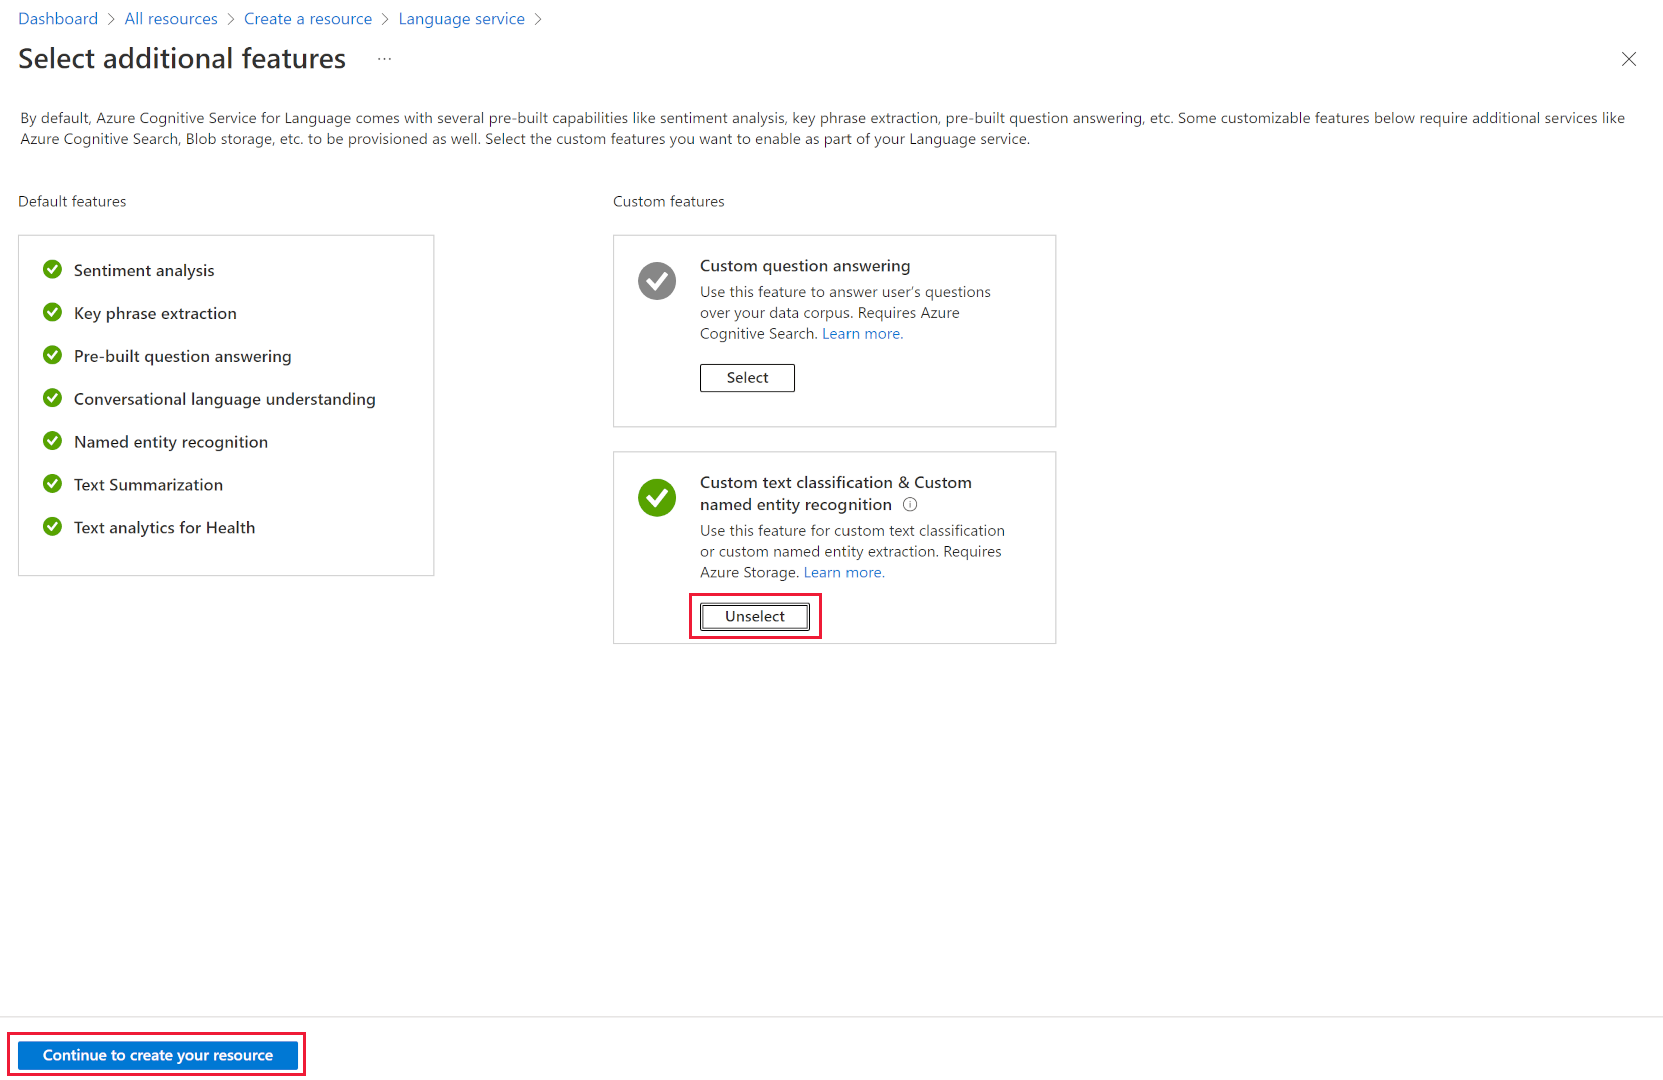 Dashboard > All resources > Create a resource > Language service >
Select additional features ...
By default, Azure Cognitive Service for Language comes with several pre-built capabilities like sentiment analysis, key phrase extraction, pre-built question answering, etc. Some customizable features below require additional services like
Azure Cognitive Search, Blob storage, etc. to be provisioned as well. Select the custom features you want to enable as part of your Language service.
Default features
Sentiment analysis
Key phrase extraction
Pre-built question answering
Conversational language understanding
Named entity recognition
Text Summarization
Text analytics for Health
Custom features
Custom question answering
Use this feature to answer user's questions
over your data corpus. Requires Azure
Cognitive Search. Learn more.
Select
Custom text classification & Custom
named entity recognition
Use this feature for custom text classification
or custom named entity extraction. Requires
Azure Storage. Learn more.
Unselect
Continue to create your resource